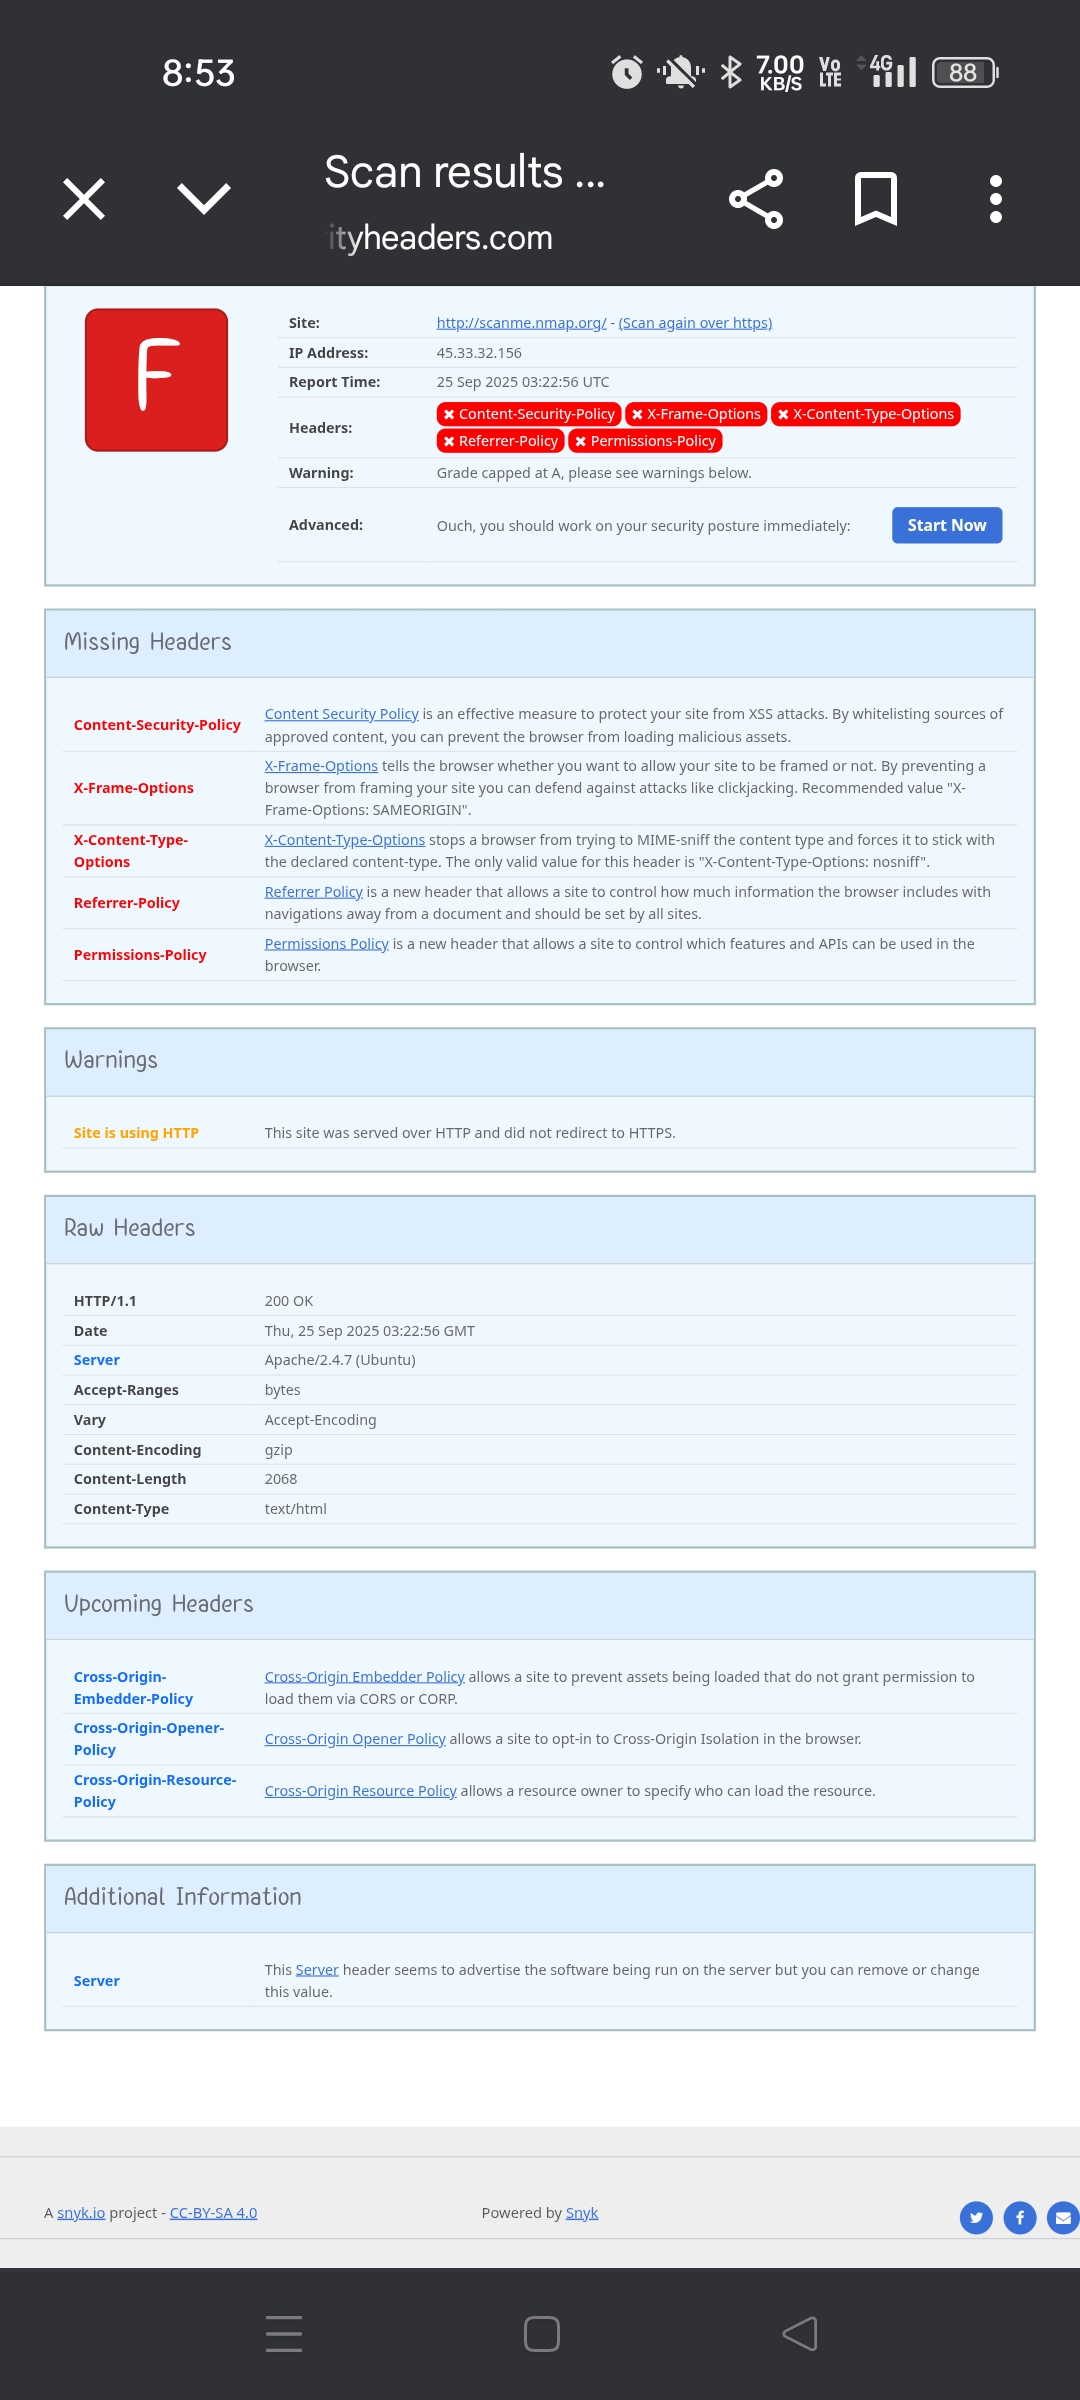 8:53
7.00 KB/S
Vo LTE
4G
88
Scan results ...
ityheaders.com
F
Site: http://scanme.nmap.org/ - (Scan again over https)
IP Address: 45.33.32.156
Report Time: 25 Sep 2025 03:22:56 UTC
Headers: ✖ Content-Security-Policy ✖ X-Frame-Options ✖ X-Content-Type-Options
✖ Referrer-Policy ✖ Permissions-Policy
Warning: Grade capped at A, please see warnings below.
Advanced: Ouch, you should work on your security posture immediately: Start Now
Missing Headers
Content-Security-Policy
Content Security Policy is an effective measure to protect your site from XSS attacks. By whitelisting sources of
approved content, you can prevent the browser from loading malicious assets.
X-Frame-Options
X-Frame-Options tells the browser whether you want to allow your site to be framed or not. By preventing a
browser from framing your site you can defend against attacks like clickjacking. Recommended value "X-
Frame-Options: SAMEORIGIN".
X-Content-Type-
Options
X-Content-Type-Options stops a browser from trying to MIME-sniff the content type and forces it to stick with
the declared content-type. The only valid value for this header is "X-Content-Type-Options: nosniff".
Referrer-Policy
Referrer Policy is a new header that allows a site to control how much information the browser includes with
navigations away from a document and should be set by all sites.
Permissions-Policy
Permissions Policy is a new header that allows a site to control which features and APIs can be used in the
browser.
Warnings
Site is using HTTP This site was served over HTTP and did not redirect to HTTPS.
Raw Headers
HTTP/1.1 200 OK
Date Thu, 25 Sep 2025 03:22:56 GMT
Server Apache/2.4.7 (Ubuntu)
Accept-Ranges bytes
Vary Accept-Encoding
Content-Encoding gzip
Content-Length 2068
Content-Type text/html
Upcoming Headers
Cross-Origin-
Embedder-Policy
Cross-Origin Embedder Policy allows a site to prevent assets being loaded that do not grant permission to
load them via CORS or CORP.
Cross-Origin-Opener-
Policy
Cross-Origin Opener Policy allows a site to opt-in to Cross-Origin Isolation in the browser.
Cross-Origin-Resource-
Policy
Cross-Origin Resource Policy allows a resource owner to specify who can load the resource.
Additional Information
Server
This Server header seems to advertise the software being run on the server but you can remove or change
this value.
A snyk.io project - CC-BY-SA 4.0 Powered by Snyk